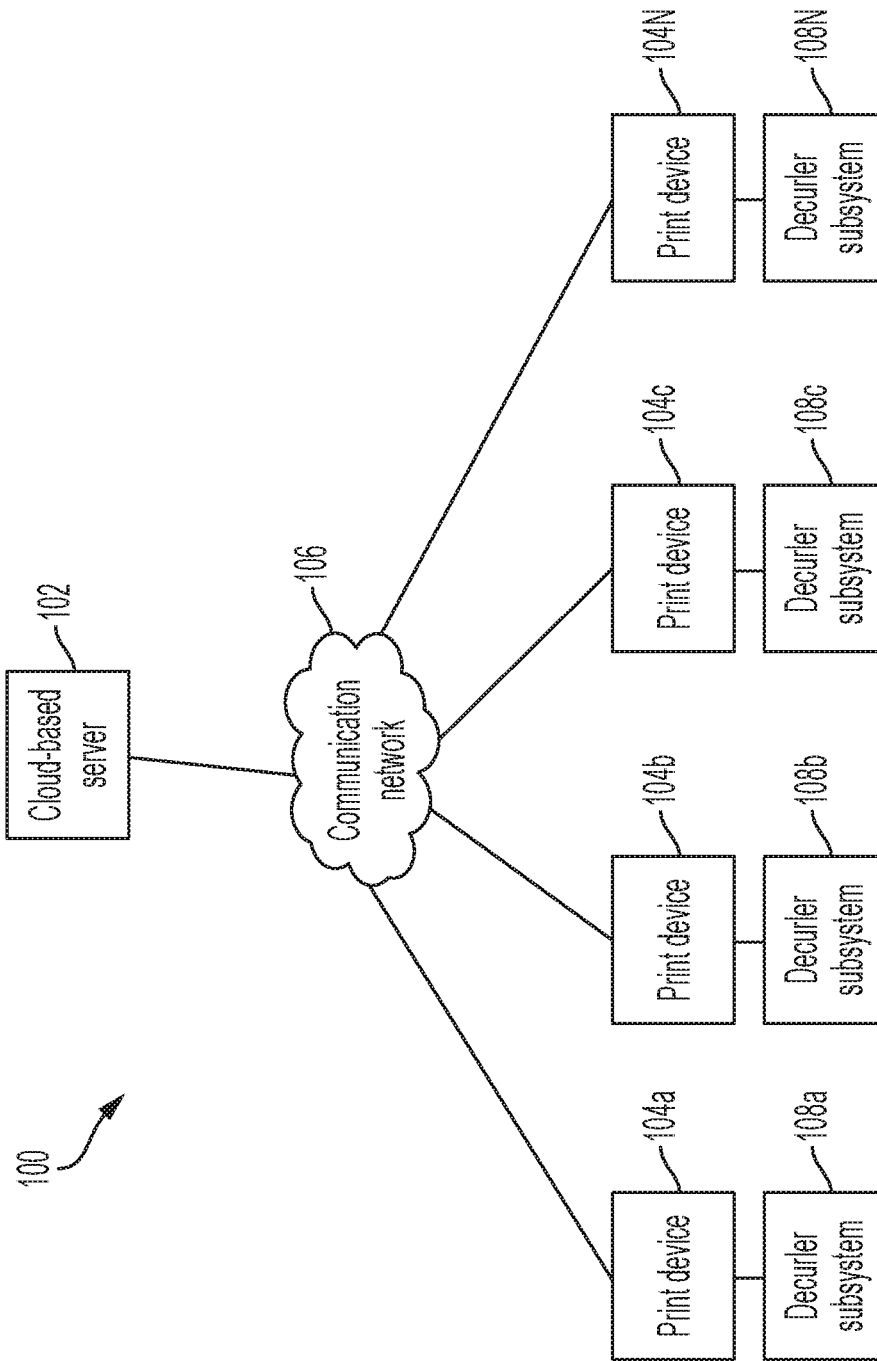 100
Cloud-based
server
102
Communication
network
106
Print device
104a
Print device
104b
Print device
104c
Print device
104N
Decurler
subsystem
108a
Decurler
subsystem
108b
Decurler
subsystem
108c
Decurler
subsystem
108N